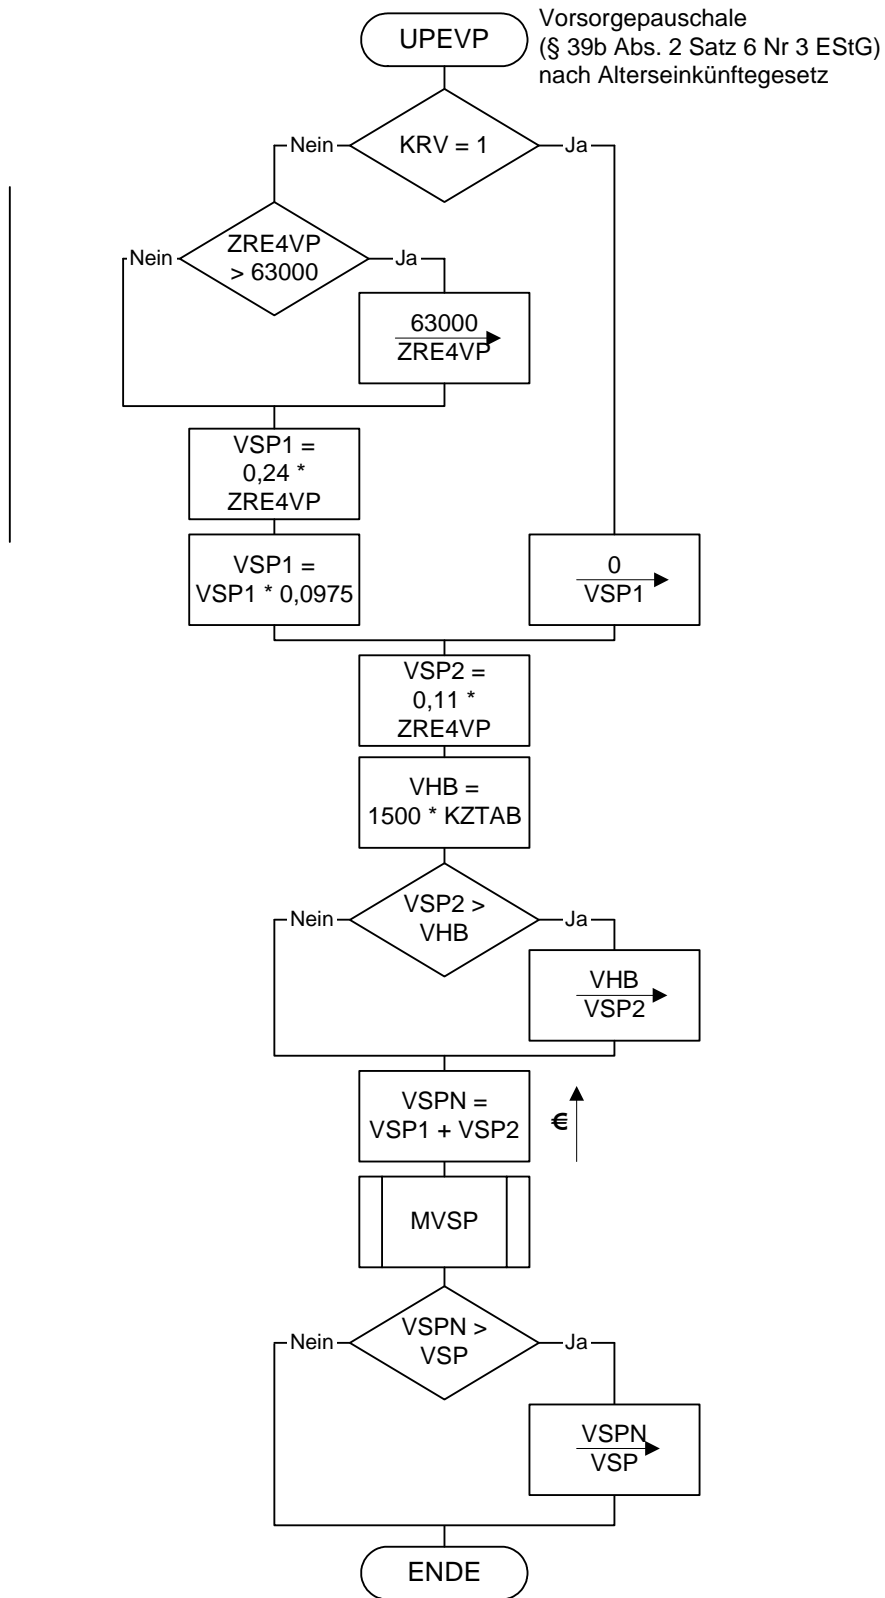 UPEVP
Vorsorgepauschale
(§ 39b Abs. 2 Satz 6 Nr 3 EStG)
nach Alterseinkünftegesetz
Nein
KRV = 1
Ja
Nein
ZRE4VP
> 63000
Ja
63000
ZRE4VP
VSP1 =
0,24 *
ZRE4VP
VSP1 =
VSP1 * 0,0975
0
VSP1
VSP2 =
0,11 *
ZRE4VP
VHB =
1500 * KZTAB
Nein
VSP2 >
VHB
Ja
VHB
VSP2
VSPN =
VSP1 + VSP2
€
MVSP
Nein
VSPN >
VSP
Ja
VSPN
VSP
ENDE